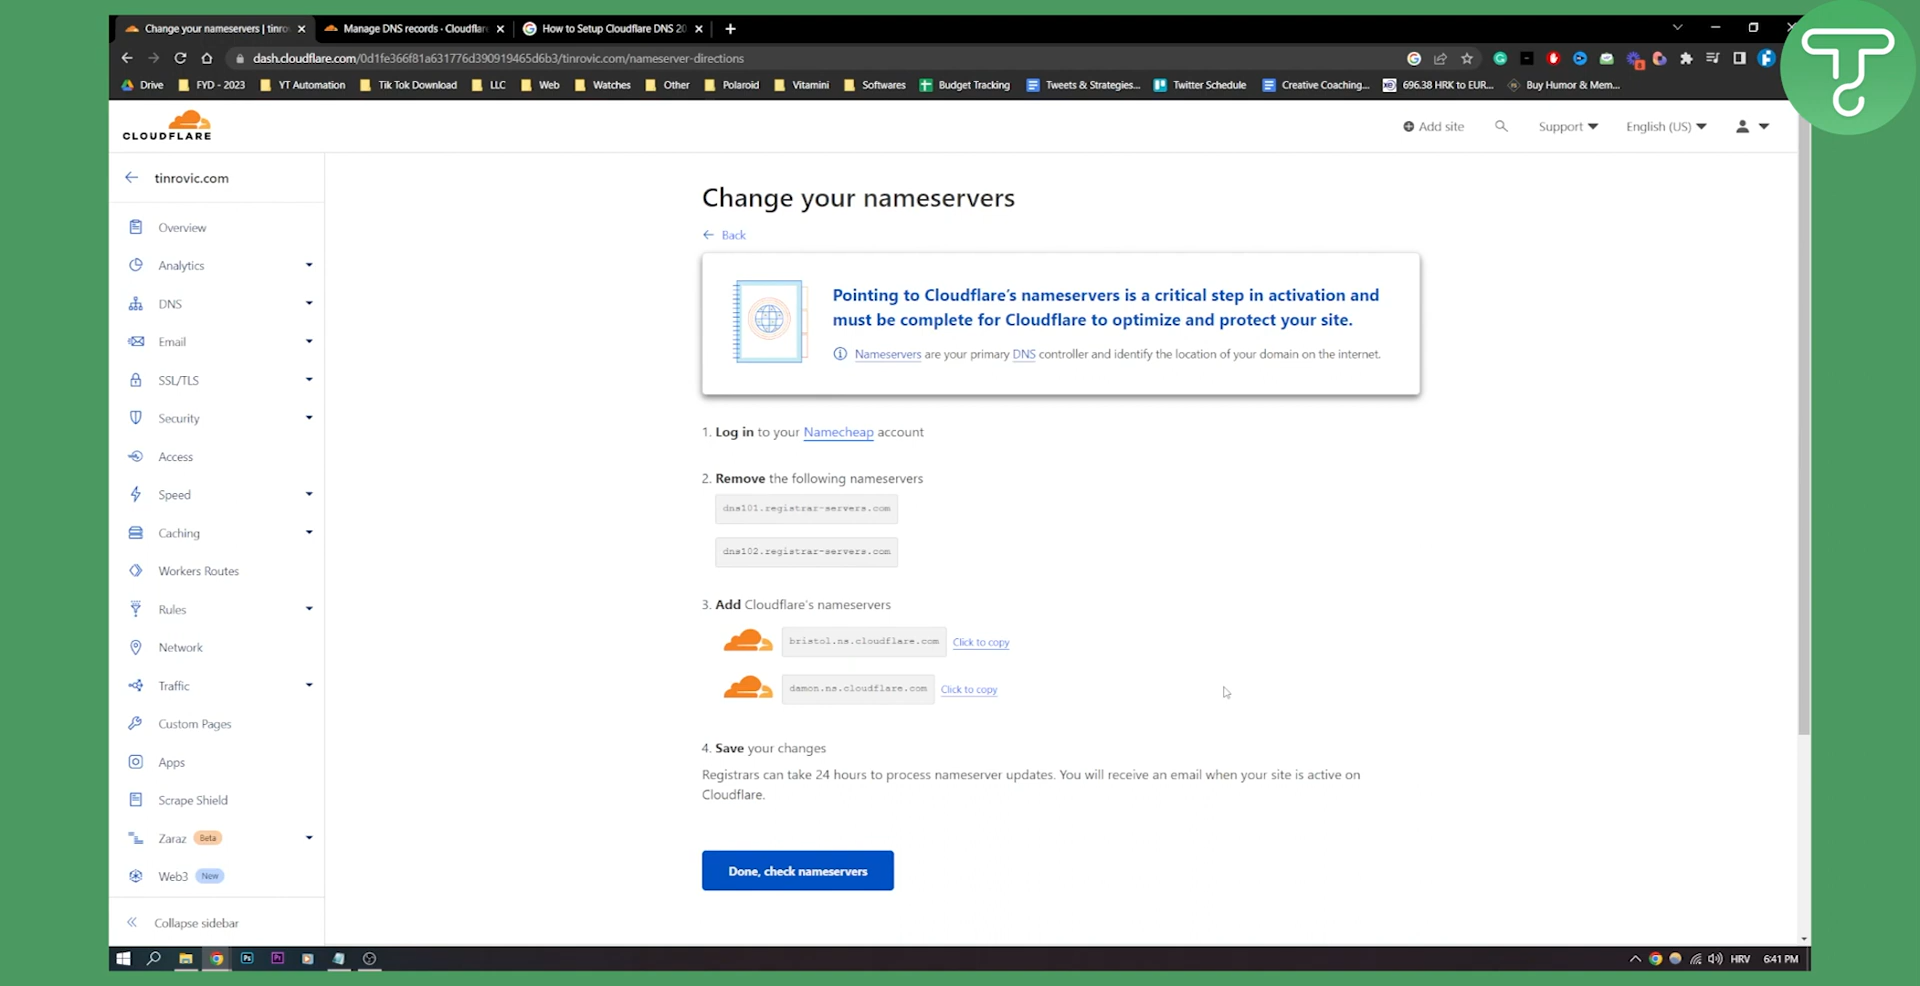 Change your nameservers | tinro
Manage DNS records · Cloudflare
How to Setup Cloudflare DNS 20
dash.cloudflare.com/0d1fe366f81a631776d390919465d6b3/tinrovic.com/nameserver-directions
Drive
FYD - 2023
YT Automation
Tik Tok Download
LLC
Web
Watches
Other
Polaroid
Vitamini
Softwares
Budget Tracking
Tweets & Strategies...
Twitter Schedule
Creative Coaching...
696.38 HRK to EUR...
Buy Humor & Mem...
CLOUDFLARE
Add site
Support
English (US)
tinrovic.com
Overview
Analytics
DNS
Email
SSL/TLS
Security
Access
Speed
Caching
Workers Routes
Rules
Network
Traffic
Custom Pages
Apps
Scrape Shield
Zaraz Beta
Web3 New
Collapse sidebar
Change your nameservers
Back
Pointing to Cloudflare's nameservers is a critical step in activation and
must be complete for Cloudflare to optimize and protect your site.
Nameservers are your primary DNS controller and identify the location of your domain on the internet.
1. Log in to your Namecheap account
2. Remove the following nameservers
dns101.registrar-servers.com
dns102.registrar-servers.com
3. Add Cloudflare's nameservers
bristol.ns.cloudflare.com Click to copy
damon.ns.cloudflare.com Click to copy
4. Save your changes
Registrars can take 24 hours to process nameserver updates. You will receive an email when your site is active on
Cloudflare.
Done, check nameservers
Ps
Pr
HRV
6:41 PM